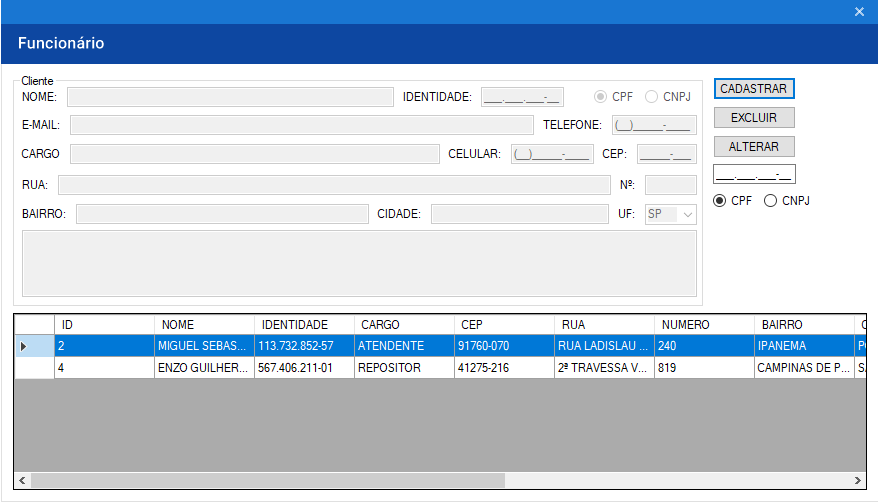 Funcionário
Cliente
NOME: IDENTIDADE: ___.___.___-__ CPF CNPJ
E-MAIL: TELEFONE: (__)_____-____
CARGO CELULAR: (__)_____-____ CEP: _____-___
RUA: Nº:
BAIRRO: CIDADE: UF: SP
CADASTRAR
EXCLUIR
ALTERAR
___.___.___-__
CPF CNPJ
ID NOME IDENTIDADE CARGO CEP RUA NUMERO BAIRRO
2 MIGUEL SEBAS... 113.732.852-57 ATENDENTE 91760-070 RUA LADISLAU ... 240 IPANEMA
4 ENZO GUILHER... 567.406.211-01 REPOSITOR 41275-216 2ª TRAVESSA V... 819 CAMPINAS DE P...